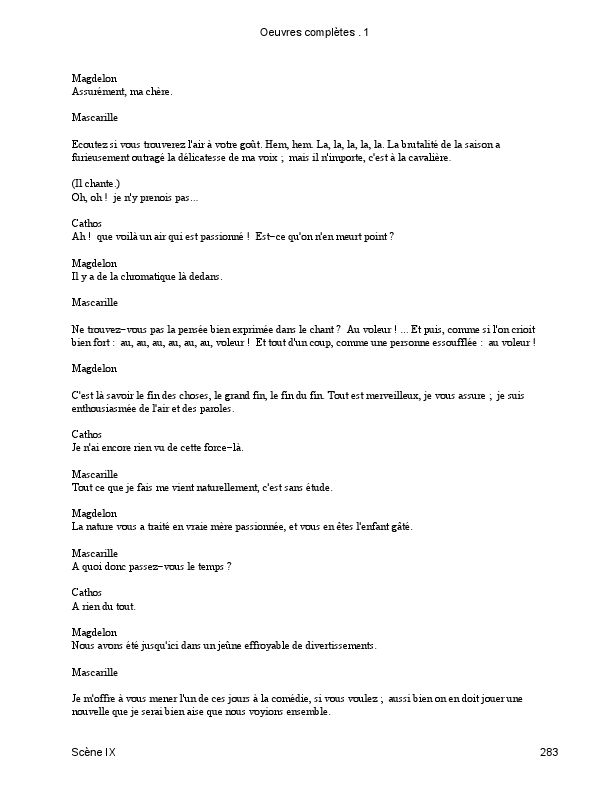 Oeuvres complètes . 1
Magdelon
Assurément, ma chère.
Mascarille
Ecoutez si vous trouverez l'air à votre goût. Hem, hem. La, la, la, la, la. La brutalité de la saison a
furieusement outragé la délicatesse de ma voix ; mais il n'importe, c'est à la cavalière.
(Il chante.)
Oh, oh ! je n'y prenois pas...
Cathos
Ah ! que voilà un air qui est passionné ! Est−ce qu'on n'en meurt point ?
Magdelon
Il y a de la chromatique là dedans.
Mascarille
Ne trouvez−vous pas la pensée bien exprimée dans le chant ? Au voleur ! ... Et puis, comme si l'on crioit
bien fort : au, au, au, au, au, au, voleur ! Et tout d'un coup, comme une personne essoufflée : au voleur !
Magdelon
C'est là savoir le fin des choses, le grand fin, le fin du fin. Tout est merveilleux, je vous assure ; je suis
enthousiasmée de l'air et des paroles.
Cathos
Je n'ai encore rien vu de cette force−là.
Mascarille
Tout ce que je fais me vient naturellement, c'est sans étude.
Magdelon
La nature vous a traité en vraie mère passionnée, et vous en êtes l'enfant gâté.
Mascarille
A quoi donc passez−vous le temps ?
Cathos
A rien du tout.
Magdelon
Nous avons été jusqu'ici dans un jeûne effroyable de divertissements.
Mascarille
Je m'offre à vous mener l'un de ces jours à la comédie, si vous voulez ; aussi bien on en doit jouer une
nouvelle que je serai bien aise que nous voyions ensemble.
Scène IX
283